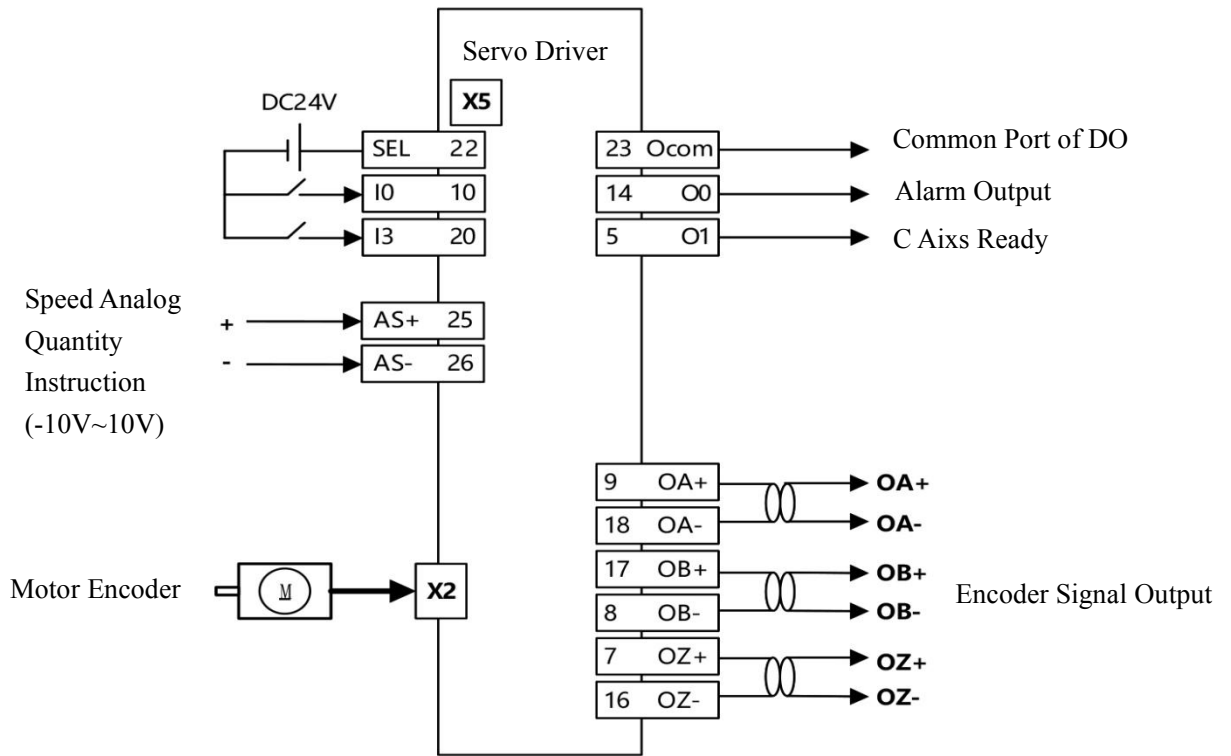 Servo Driver
X5
DC24V
SEL 22
I0 10
I3 20
23 Ocom
Common Port of DO
14 O0
Alarm Output
5 O1
C Aixs Ready
Speed Analog
Quantity
Instruction
(-10V~10V)
+
-
AS+ 25
AS- 26
9 OA+
OA+
18 OA-
OA-
17 OB+
OB+
8 OB-
OB-
7 OZ+
OZ+
16 OZ-
OZ-
Encoder Signal Output
Motor Encoder
M
X2